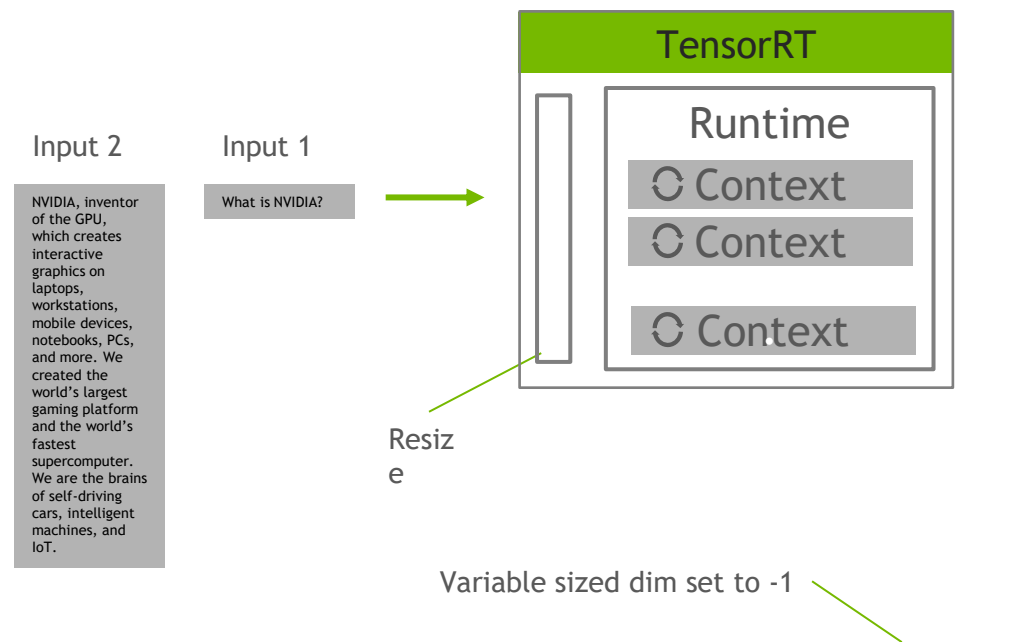 TensorRT
Runtime
Context
Context
Context
Input 2
Input 1
NVIDIA, inventor
of the GPU,
which creates
interactive
graphics on
laptops,
workstations,
mobile devices,
notebooks, PCs,
and more. We
created the
world’s largest
gaming platform
and the world’s
fastest
supercomputer.
We are the brains
of self-driving
cars, intelligent
machines, and
IoT.
What is NVIDIA?
Resiz
e
Variable sized dim set to -1